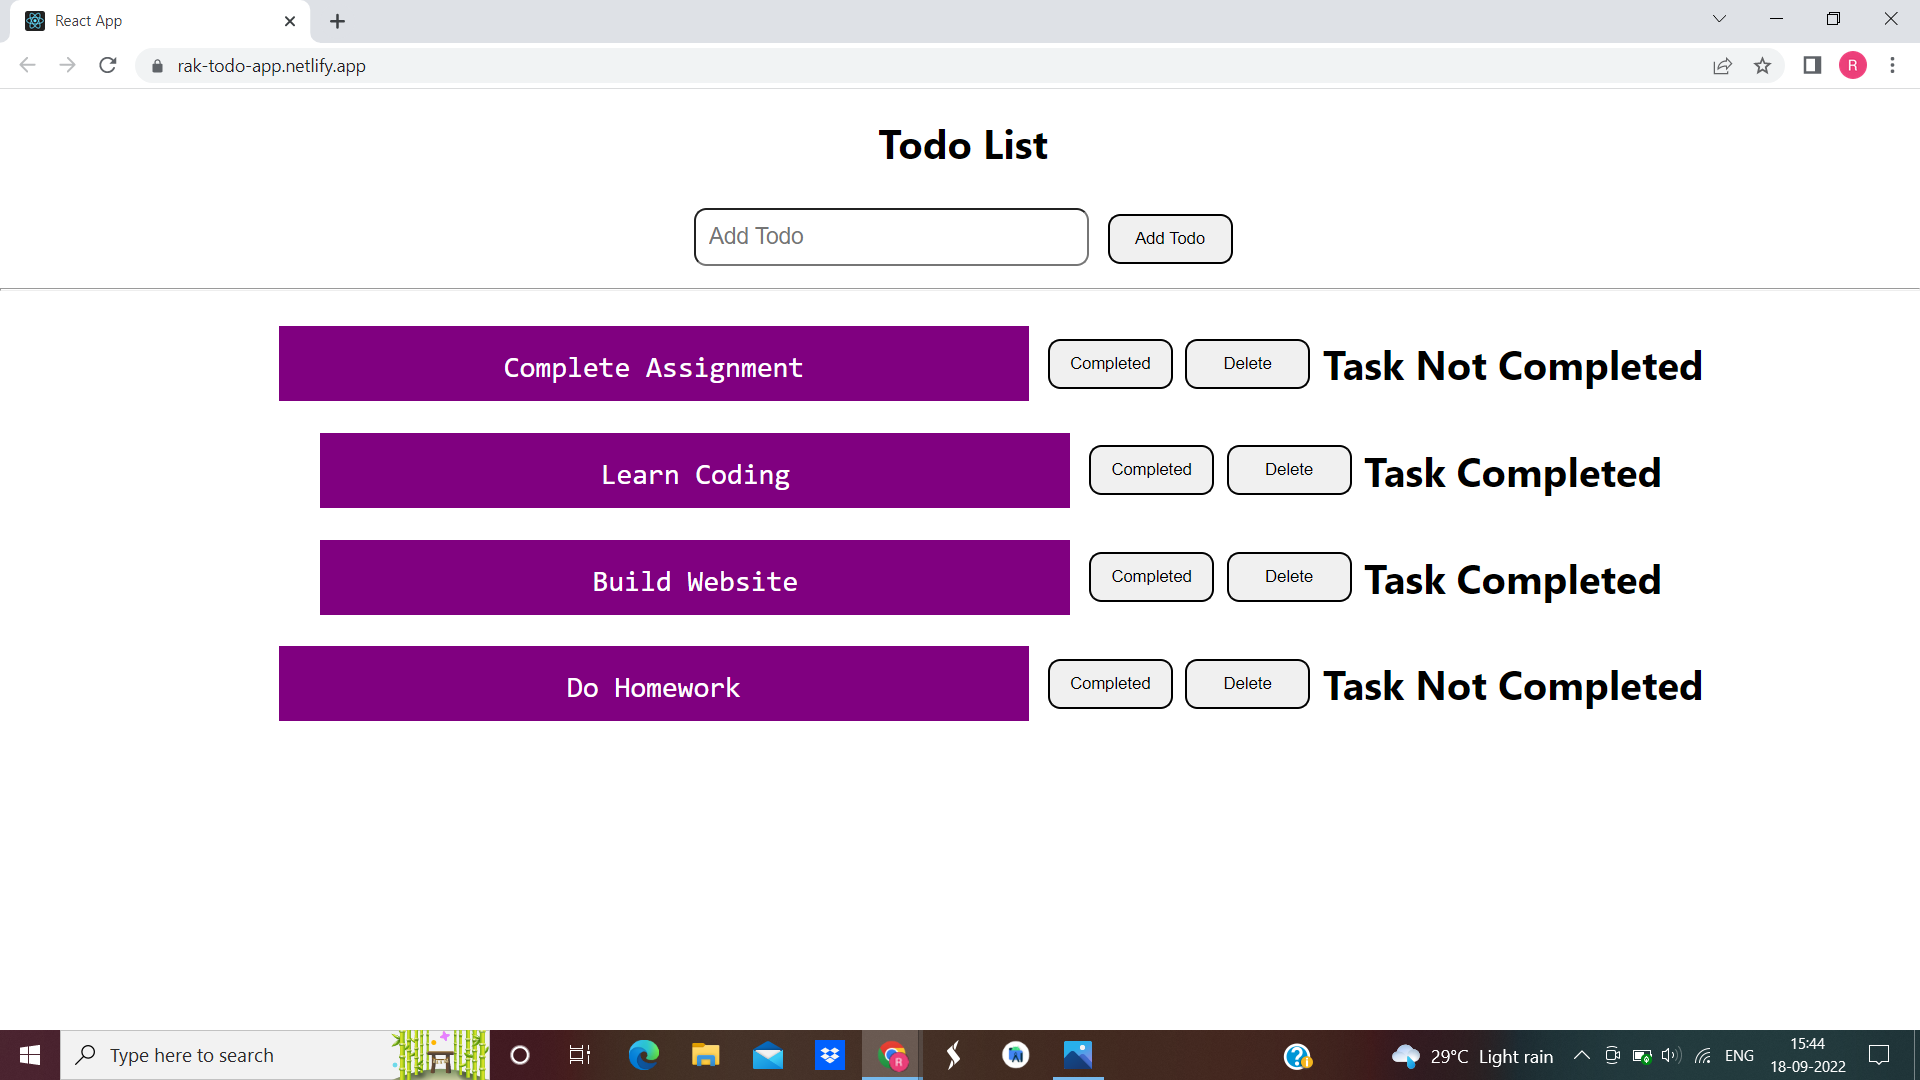 React App
rak-todo-app.netlify.app
R
Todo List
Add Todo Add Todo
Complete Assignment Completed Delete Task Not Completed
Learn Coding Completed Delete Task Completed
Build Website Completed Delete Task Completed
Do Homework Completed Delete Task Not Completed
Type here to search
R
29°C Light rain
ENG
15:44
18-09-2022